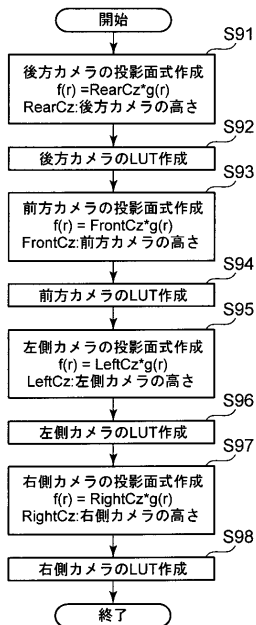 開始
S91
後方カメラの投影面式作成
f(r) =RearCz*g(r)
RearCz:後方カメラの高さ
S92
後方カメラのLUT作成
S93
前方カメラの投影面式作成
f(r) = FrontCz*g(r)
FrontCz:前方カメラの高さ
S94
前方カメラのLUT作成
S95
左側カメラの投影面式作成
f(r) = LeftCz*g(r)
LeftCz:左側カメラの高さ
S96
左側カメラのLUT作成
S97
右側カメラの投影面式作成
f(r) = RightCz*g(r)
RightCz:右側カメラの高さ
S98
右側カメラのLUT作成
終了